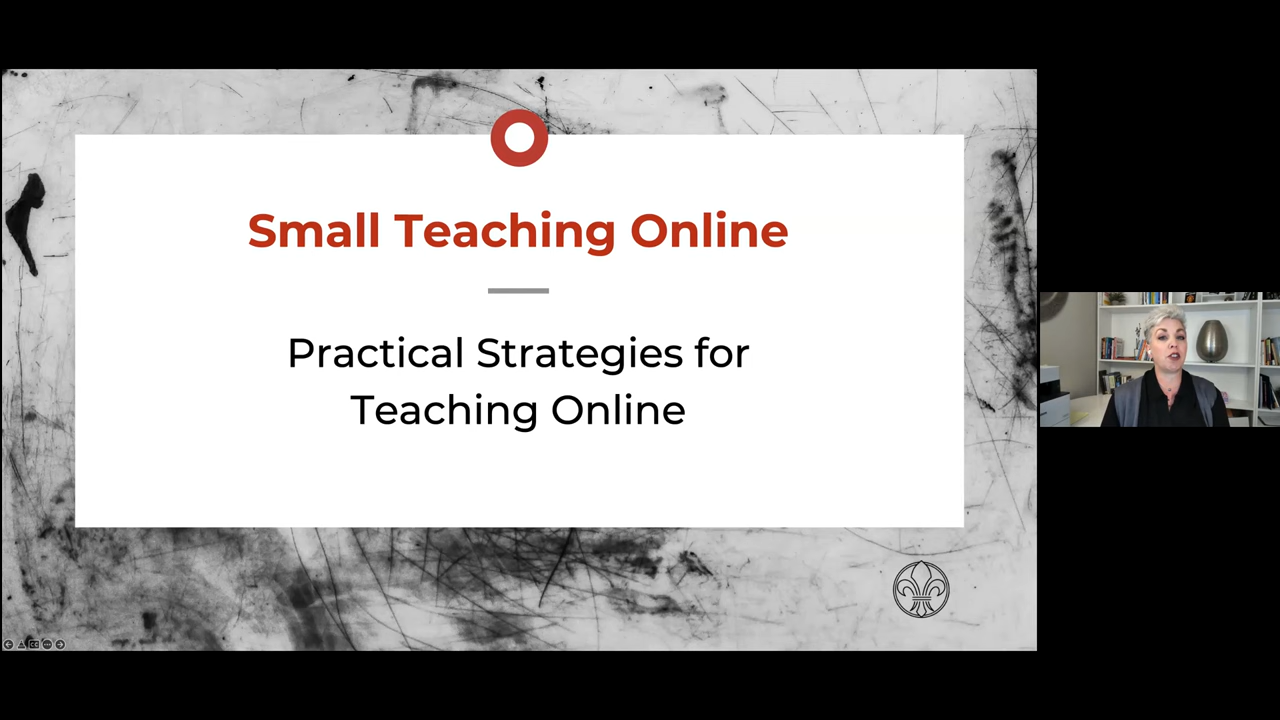 Small Teaching Online
Practical Strategies for
Teaching Online